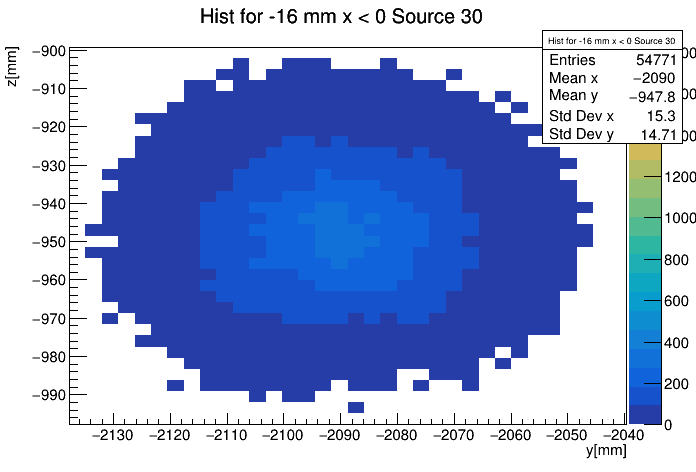 Hist for -16 mm x < 0 Source 30
Hist for -16 mm x < 0 Source 30
Entries 54771
Mean x −2090
Mean y −947.8
Std Dev x 15.3
Std Dev y 14.71
z[mm]
−900
−910
−920
−930
−940
−950
−960
−970
−980
−990
1200
1000
800
600
400
200
0
−2130 −2120 −2110 −2100 −2090 −2080 −2070 −2060 −2050 −2040
y[mm]